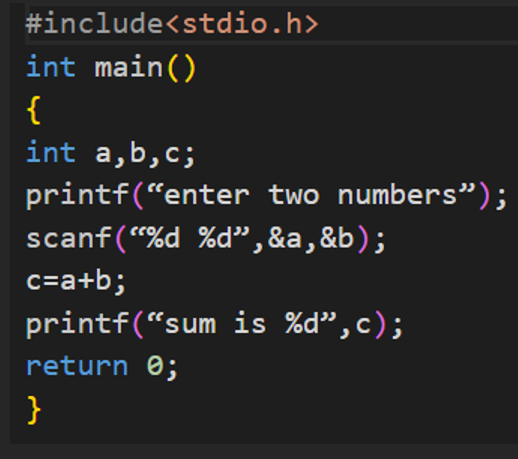 #include<stdio.h>
int main()
{
int a,b,c;
printf(“enter two numbers”);
scanf(“%d %d”,&a,&b);
c=a+b;
printf(“sum is %d”,c);
return 0;
}